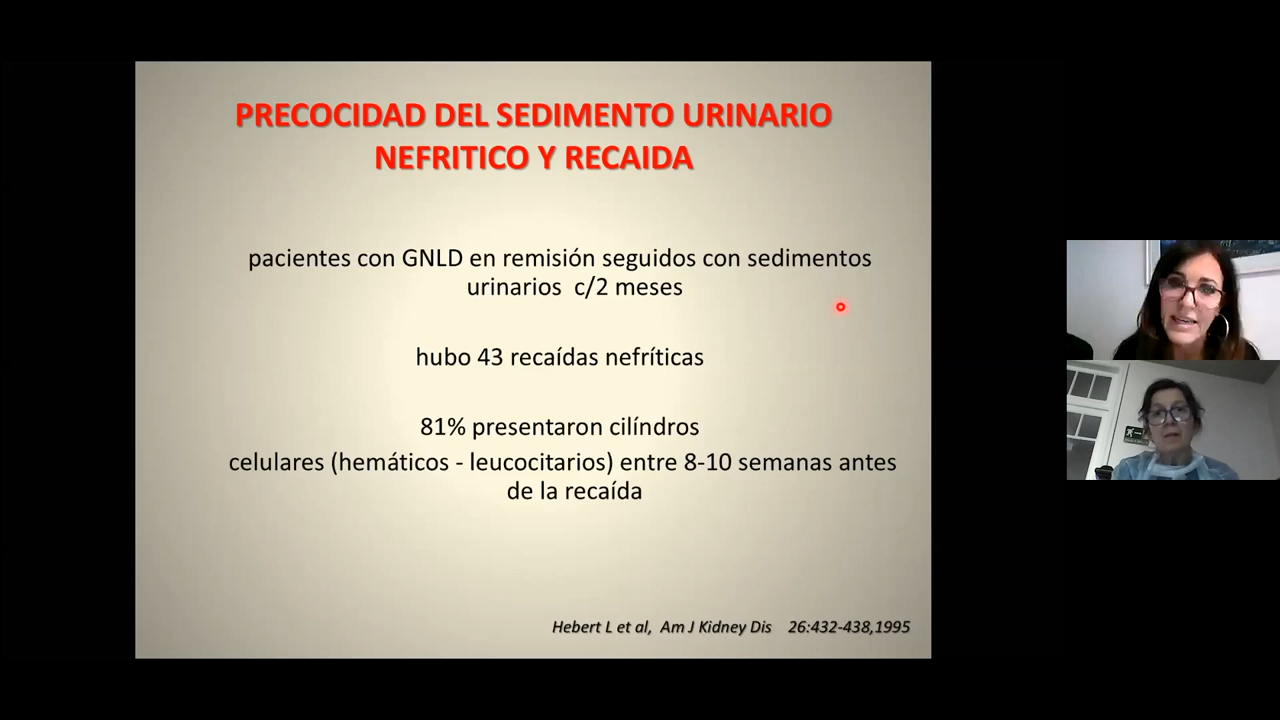 PRECOCIDAD DEL SEDIMENTO URINARIO
NEFRITICO Y RECAIDA
pacientes con GNLD en remisión seguidos con sedimentos
urinarios c/2 meses
hubo 43 recaídas nefríticas
81% presentaron cilíndros
celulares (hemáticos - leucocitarios) entre 8-10 semanas antes
de la recaída
Hebert L et al, Am J Kidney Dis 26:432-438,1995